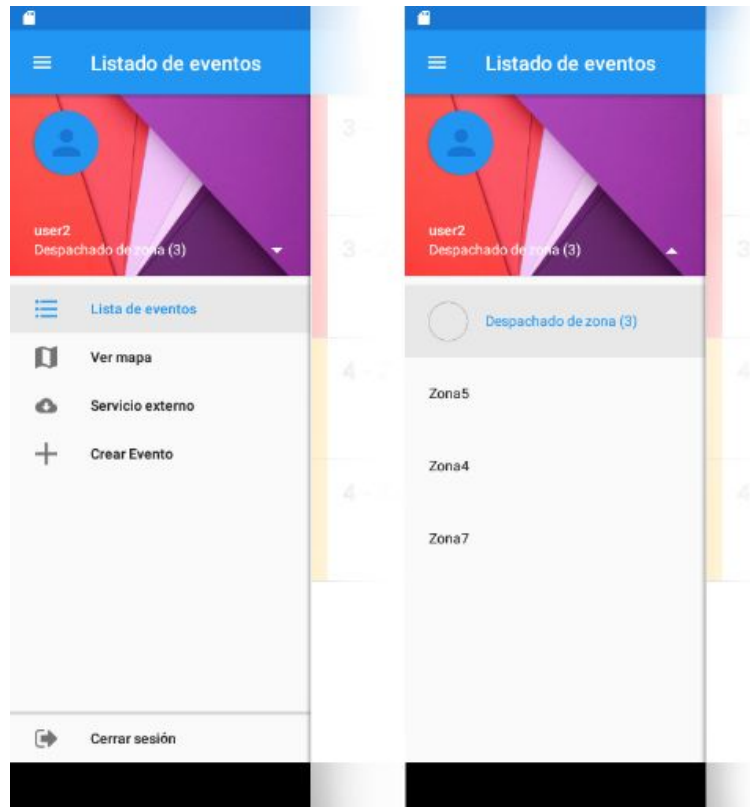 Listado de eventos
user2
Despachado de zona (3)
Lista de eventos
Ver mapa
Servicio externo
Crear Evento
Cerrar sesión
Listado de eventos
user2
Despachado de zona (3)
Despachado de zona (3)
Zona5
Zona4
Zona7